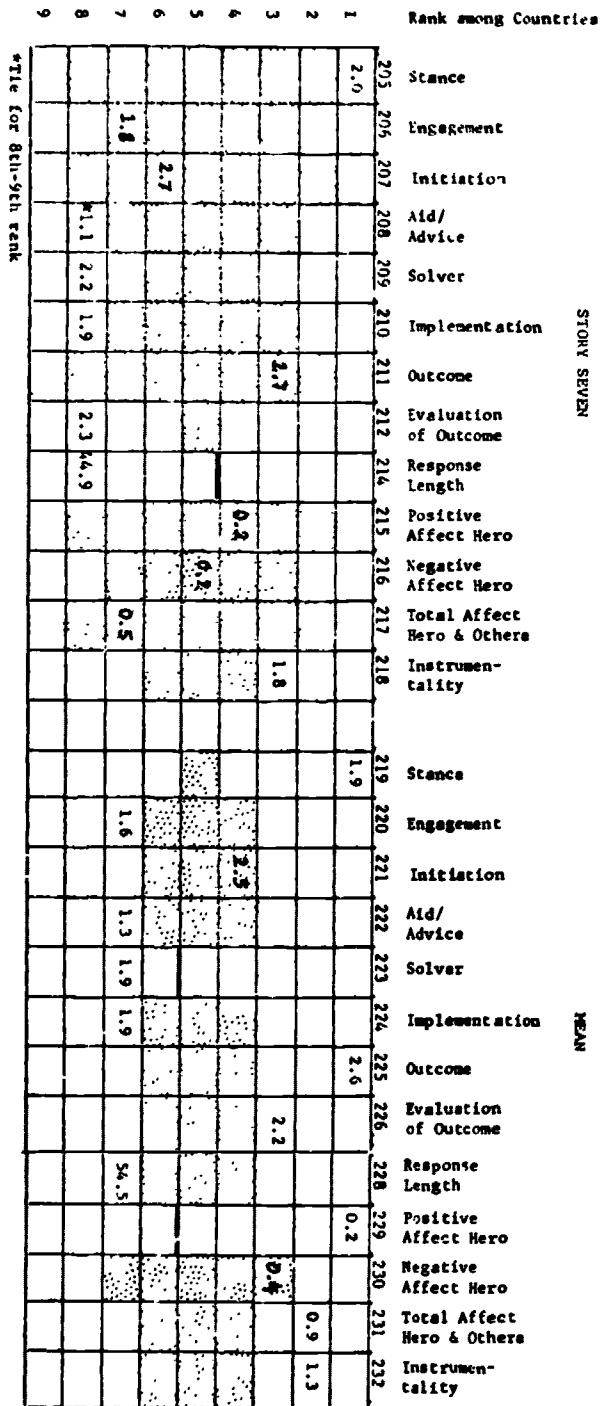 Rank among Countries
1 2 3 4 5 6 7 8 9
STORY SEVEN
205 Stance 2.0
206 Engagement 1.8
207 Initiation 2.7
208 Aid/
Advice *1.1
209 Solver 2.2
210 Implementation 1.9
211 Outcome 2.7
212 Evaluation
of Outcome 2.3
214 Response
Length 44.9
215 Positive
Affect Hero 0.2
216 Negative
Affect Hero 0.2
217 Total Affect
Hero & Others 0.5
218 Instrumen-
tality 1.8
MEAN
219 Stance 1.9
220 Engagement 1.6
221 Initiation
222 Aid/
Advice 1.3
223 Solver 1.9
224 Implementation 1.9
225 Outcome 2.6
226 Evaluation
of Outcome 2.2
228 Response
Length 54.5
229 Positive
Affect Hero 0.2
230 Negative
Affect Hero
231 Total Affect
Hero & Others 0.9
232 Instrumen-
tality 1.3
*Tie for 8th-9th rank